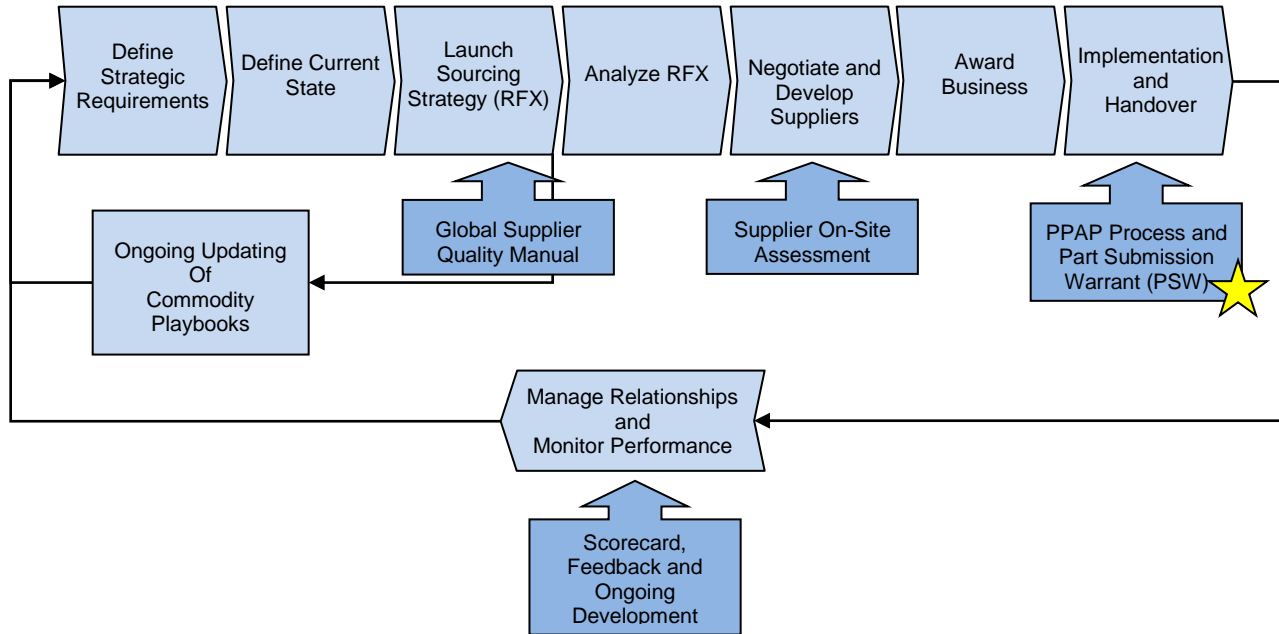 Define
Strategic
Requirements
Define Current
State
Launch
Sourcing
Strategy (RFX)
Analyze RFX
Negotiate and
Develop
Suppliers
Award
Business
Implementation
and
Handover
Global Supplier
Quality Manual
Supplier On-Site
Assessment
PPAP Process and
Part Submission
Warrant (PSW)
Ongoing Updating
Of
Commodity
Playbooks
Manage Relationships
and
Monitor Performance
Scorecard,
Feedback and
Ongoing
Development